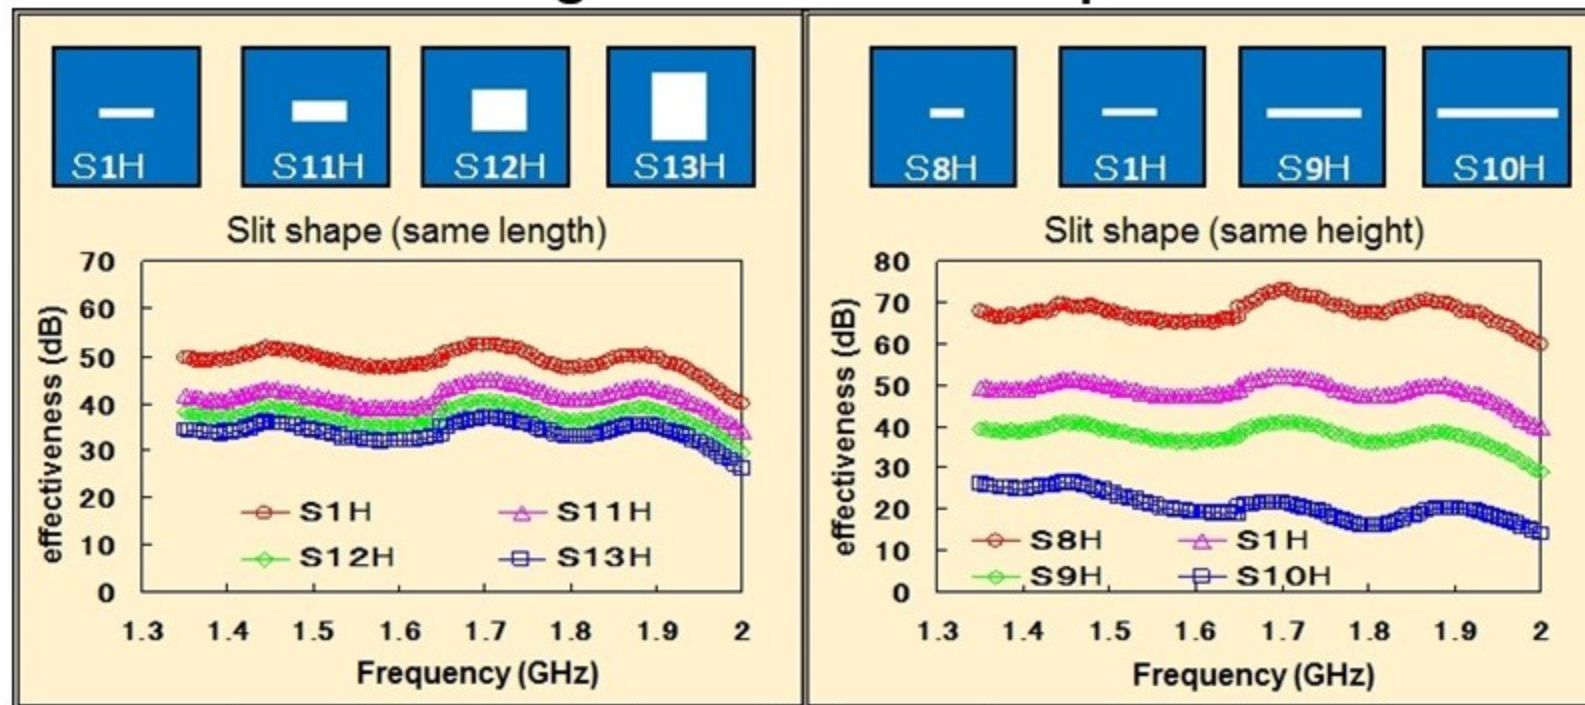 S1H S11H S12H S13H
Slit shape (same length)
effectiveness (dB)
70
60
50
40
30
20
10
0
S1H S11H
S12H S13H
1.3 1.4 1.5 1.6 1.7 1.8 1.9 2
Frequency (GHz)
S8H S1H S9H S10H
Slit shape (same height)
effectiveness (dB)
80
70
60
50
40
30
20
10
0
S8H S1H
S9H S10H
1.3 1.4 1.5 1.6 1.7 1.8 1.9 2
Frequency (GHz)